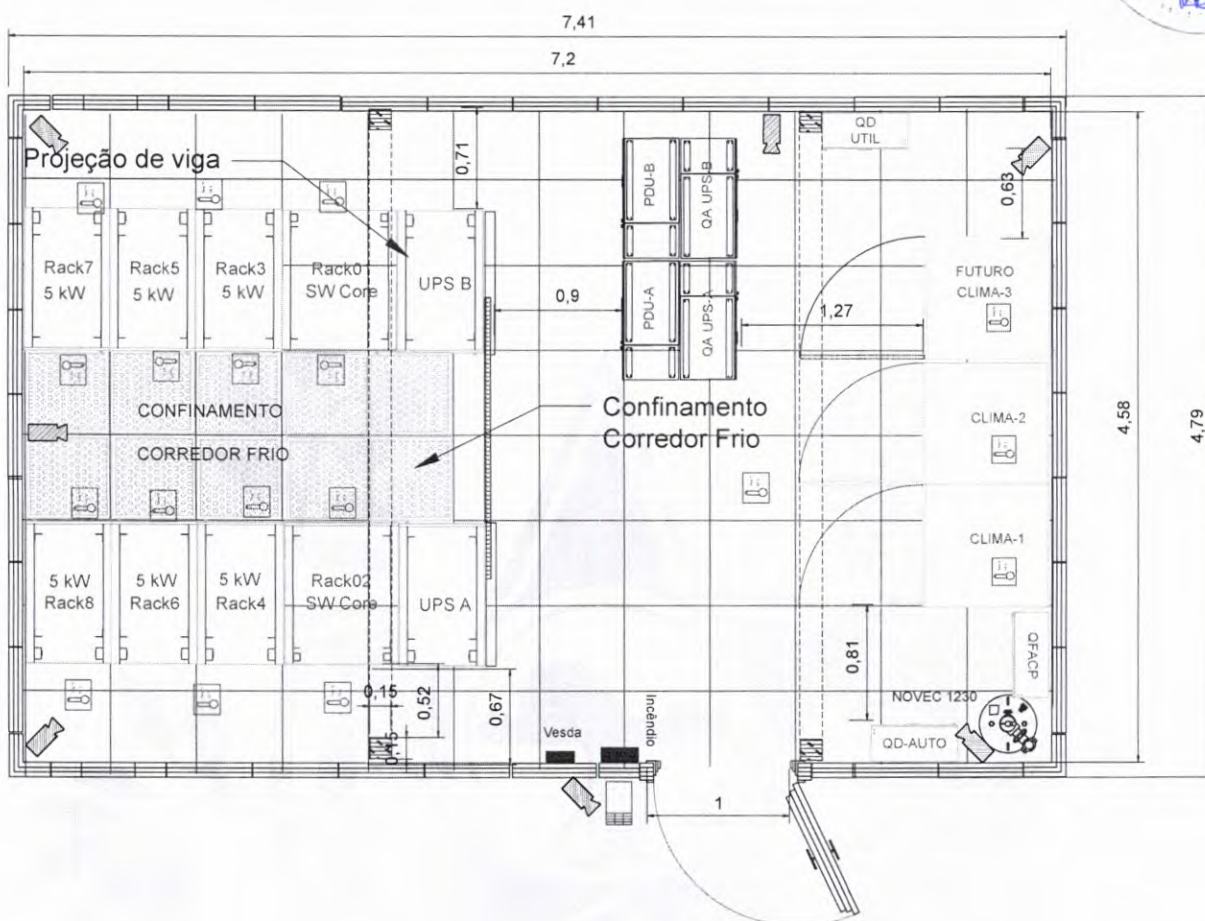 7,41
7,2
Projeção de viga
0,71
PDU-B
QA UPS-B
QD
UTIL
0,63
Rack7
5 kW
Rack5
5 kW
Rack3
5 kW
Rack01
SW Core
UPS B
0,9
PDU-A
QA UPS-A
1,27
FUTURO
CLIMA-3
CONFINAMENTO
CORREDOR FRIO
Confinamento
Corredor Frio
CLIMA-2
4,58
4,79
CLIMA-1
5 kW
Rack8
5 kW
Rack6
5 kW
Rack4
Rack02
SW Core
UPS A
QFACP
0,15
0,52
0,67
0,15
Vesda
Incêndio
0,81
NOVEC 1230
QD-AUTO
1